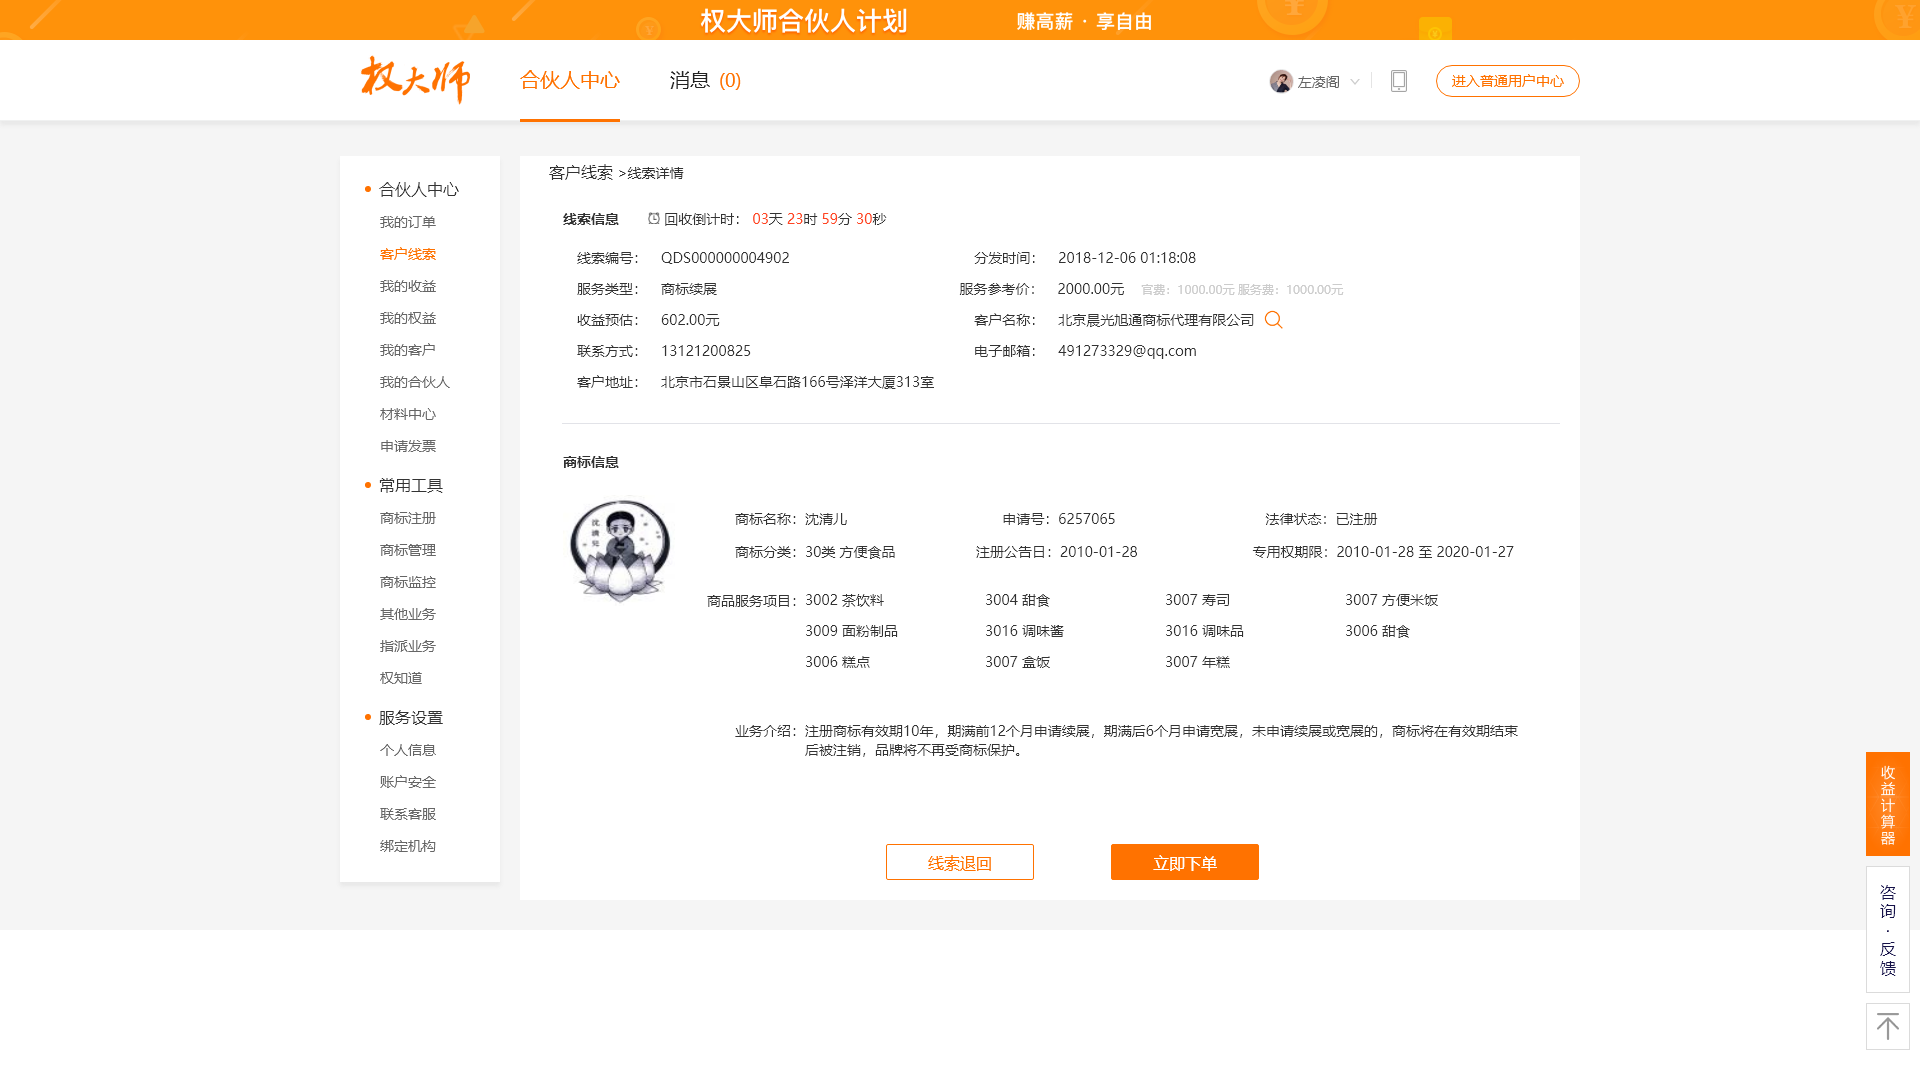 权大师合伙人计划 赚高薪 · 享自由
权大师 合伙人中心 消息 (0) 左凌阁 进入普通用户中心
合伙人中心
我的订单
客户线索
我的收益
我的权益
我的客户
我的合伙人
材料中心
申请发票
常用工具
商标注册
商标管理
商标监控
其他业务
指派业务
权知道
服务设置
个人信息
账户安全
联系客服
绑定机构
客户线索 >线索详情
线索信息 回收倒计时： 03天 23时 59分 30秒
线索编号： QDS000000004902 分发时间： 2018-12-06 01:18:08
服务类型： 商标续展 服务参考价： 2000.00元 官费：1000.00元 服务费：1000.00元
收益预估： 602.00元 客户名称： 北京晨光旭通商标代理有限公司
联系方式： 13121200825 电子邮箱： 491273329@qq.com
客户地址： 北京市石景山区阜石路166号泽洋大厦313室
商标信息
沈清儿
商标名称：沈清儿 申请号：6257065 法律状态：已注册
商标分类：30类 方便食品 注册公告日：2010-01-28 专用权期限：2010-01-28 至 2020-01-27
商品服务项目：3002 茶饮料 3004 甜食 3007 寿司 3007 方便米饭
3009 面粉制品 3016 调味酱 3016 调味品 3006 甜食
3006 糕点 3007 盒饭 3007 年糕
业务介绍：注册商标有效期10年，期满前12个月申请续展，期满后6个月申请宽展，未申请续展或宽展的，商标将在有效期结束
后被注销，品牌将不再受商标保护。
线索退回 立即下单
收益计算器
咨询·反馈